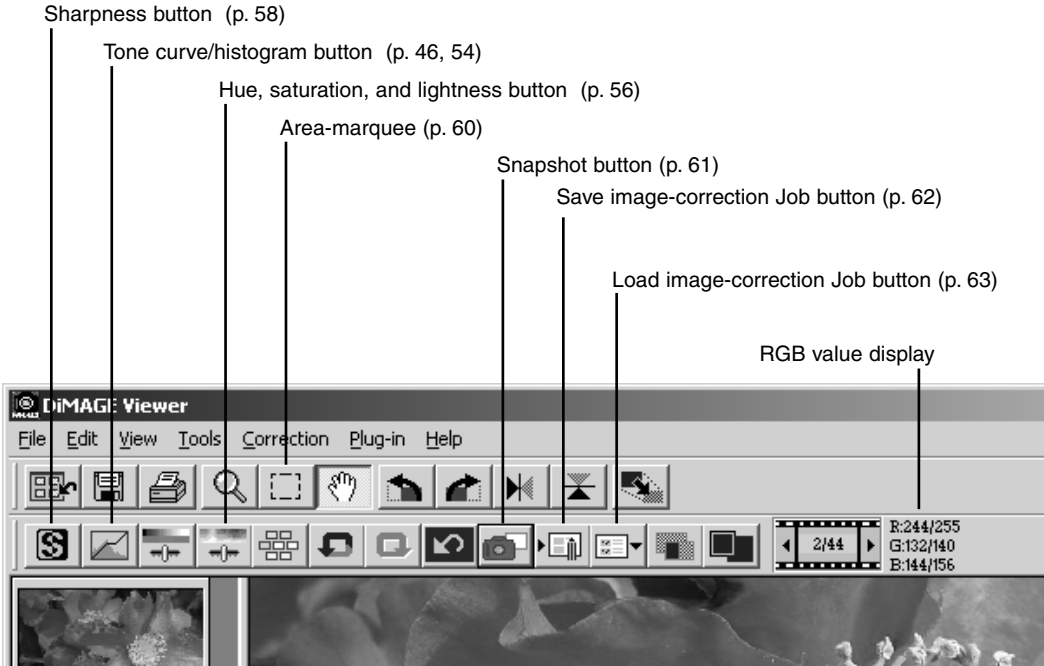 Sharpness button (p. 58)
Tone curve/histogram button (p. 46, 54)
Hue, saturation, and lightness button (p. 56)
Area-marquee (p. 60)
Snapshot button (p. 61)
Save image-correction Job button (p. 62)
Load image-correction Job button (p. 63)
RGB value display
DiMAGE Viewer
File Edit View Tools Correction Plug-in Help
S
2/44
R:244/255
G:132/140
B:144/156